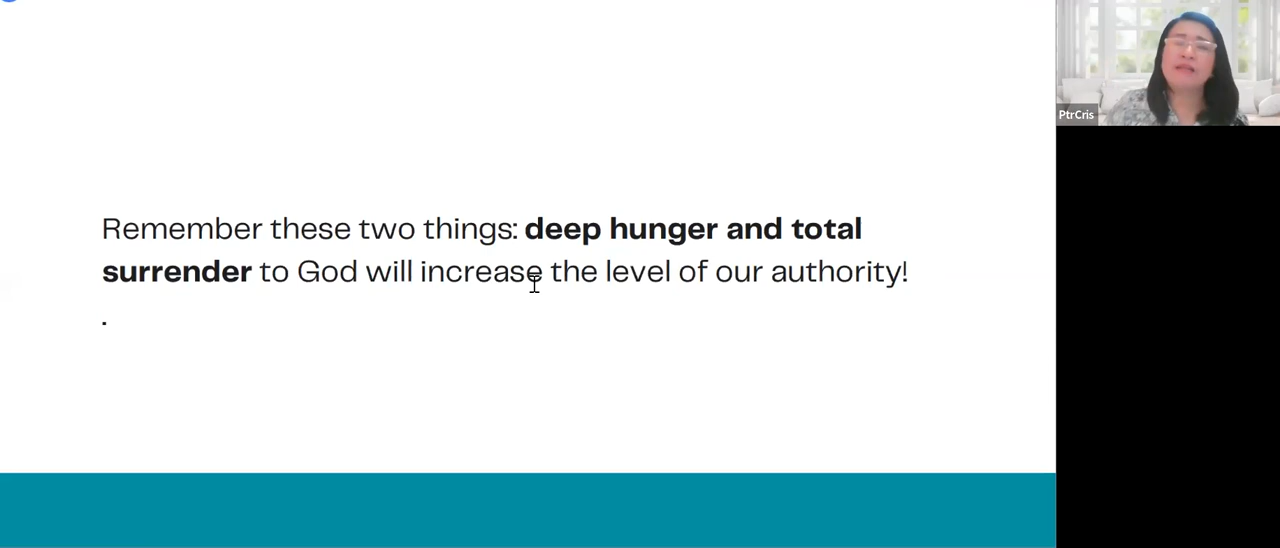 Remember these two things: deep hunger and total
surrender to God will increase the level of our authority!
.
PtrCris